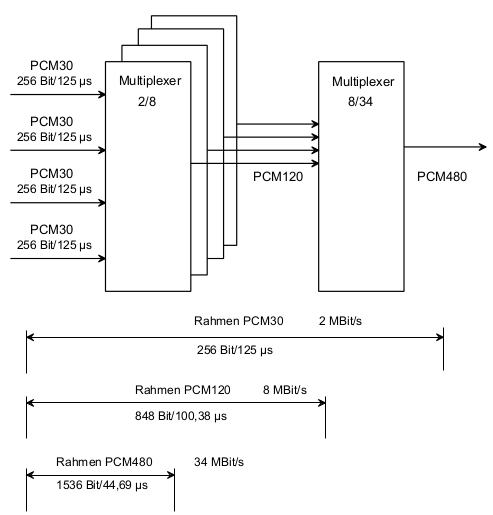 PCM30
256 Bit/125 µs
PCM30
256 Bit/125 µs
PCM30
256 Bit/125 µs
PCM30
256 Bit/125 µs
Multiplexer
2/8
PCM120
Multiplexer
8/34
PCM480
Rahmen PCM30 2 MBit/s
256 Bit/125 µs
Rahmen PCM120 8 MBit/s
848 Bit/100,38 µs
Rahmen PCM480 34 MBit/s
1536 Bit/44,69 µs